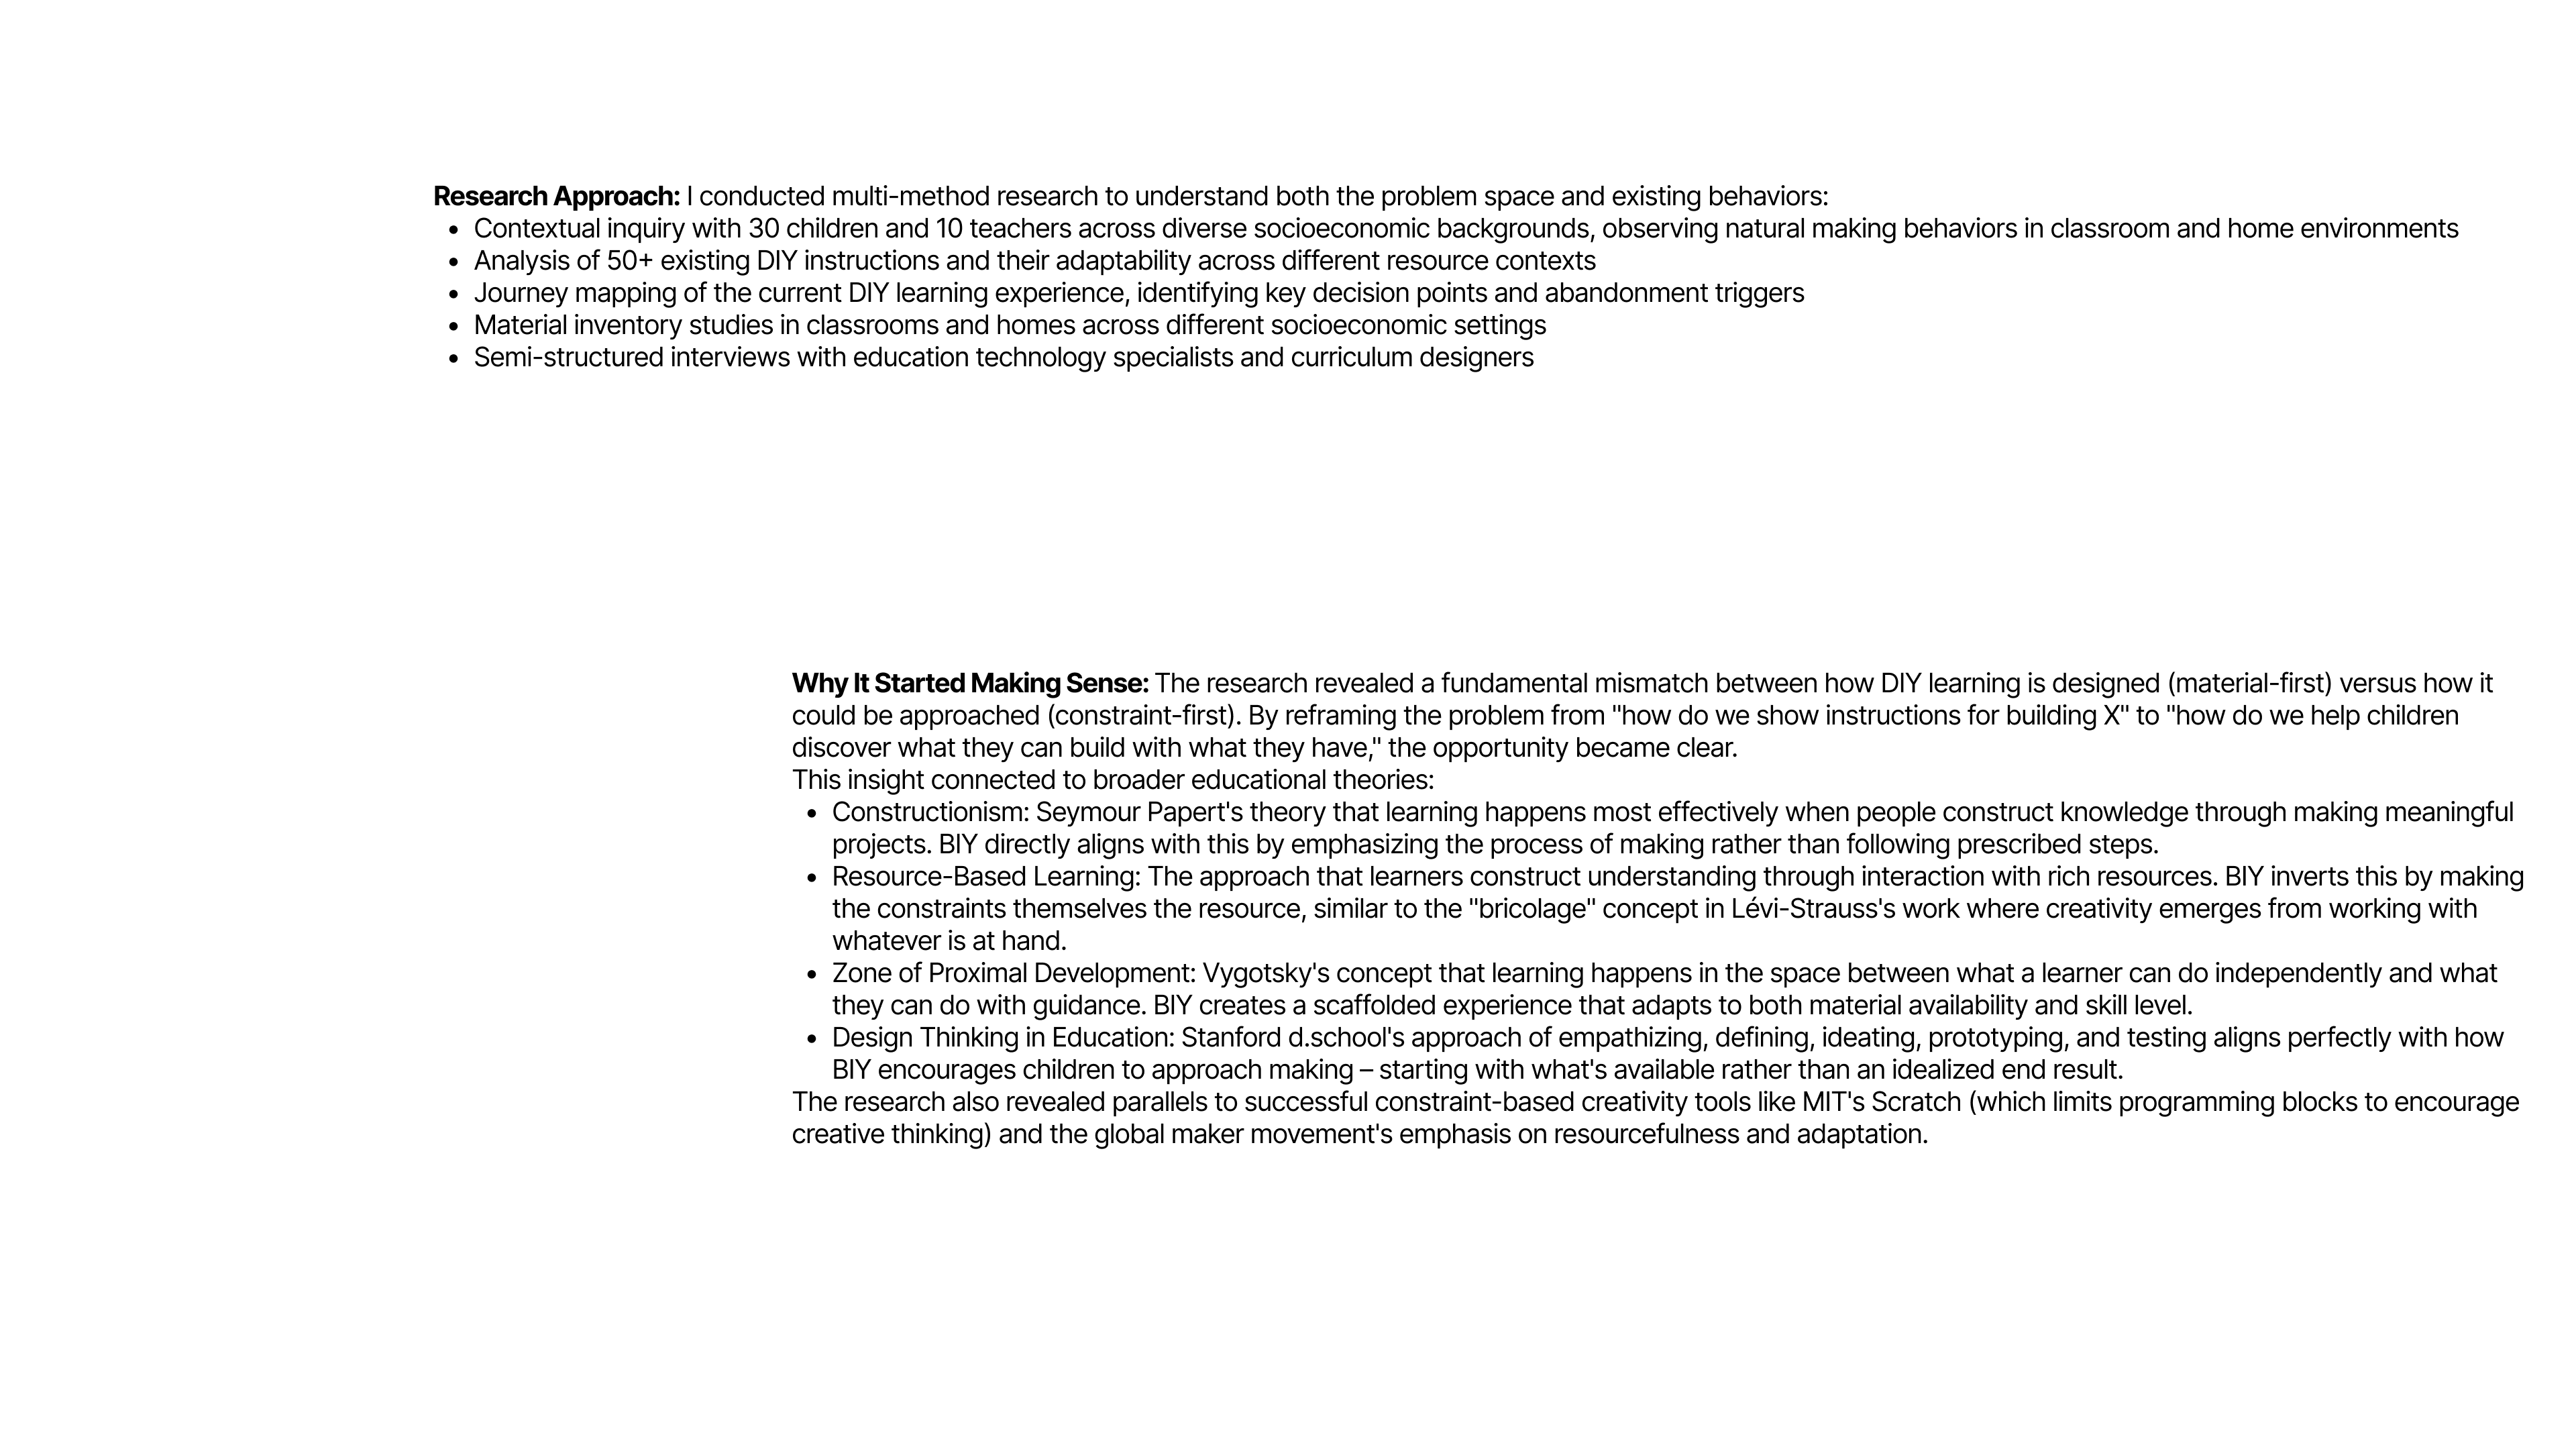 Research Approach: I conducted multi-method research to understand both the problem space and existing behaviors:
• Contextual inquiry with 30 children and 10 teachers across diverse socioeconomic backgrounds, observing natural making behaviors in classroom and home environments
• Analysis of 50+ existing DIY instructions and their adaptability across different resource contexts
• Journey mapping of the current DIY learning experience, identifying key decision points and abandonment triggers
• Material inventory studies in classrooms and homes across different socioeconomic settings
• Semi-structured interviews with education technology specialists and curriculum designers
Why It Started Making Sense: The research revealed a fundamental mismatch between how DIY learning is designed (material-first) versus how it
could be approached (constraint-first). By reframing the problem from "how do we show instructions for building X" to "how do we help children
discover what they can build with what they have," the opportunity became clear.
This insight connected to broader educational theories:
• Constructionism: Seymour Papert's theory that learning happens most effectively when people construct knowledge through making meaningful
projects. BIY directly aligns with this by emphasizing the process of making rather than following prescribed steps.
• Resource-Based Learning: The approach that learners construct understanding through interaction with rich resources. BIY inverts this by making
the constraints themselves the resource, similar to the "bricolage" concept in Lévi-Strauss's work where creativity emerges from working with
whatever is at hand.
• Zone of Proximal Development: Vygotsky's concept that learning happens in the space between what a learner can do independently and what
they can do with guidance. BIY creates a scaffolded experience that adapts to both material availability and skill level.
• Design Thinking in Education: Stanford d.school's approach of empathizing, defining, ideating, prototyping, and testing aligns perfectly with how
BIY encourages children to approach making – starting with what's available rather than an idealized end result.
The research also revealed parallels to successful constraint-based creativity tools like MIT's Scratch (which limits programming blocks to encourage
creative thinking) and the global maker movement's emphasis on resourcefulness and adaptation.